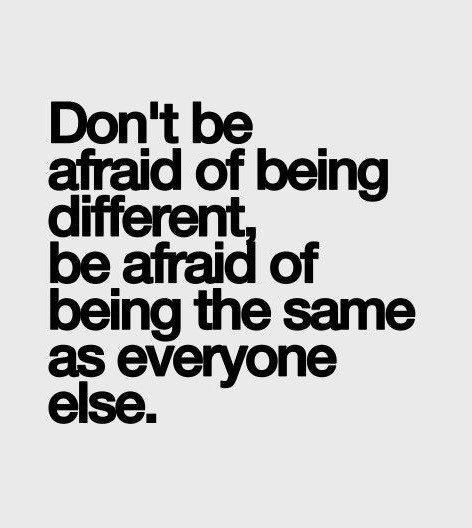 Don't be
afraid of being
different,
be afraid of
being the same
as everyone
else.